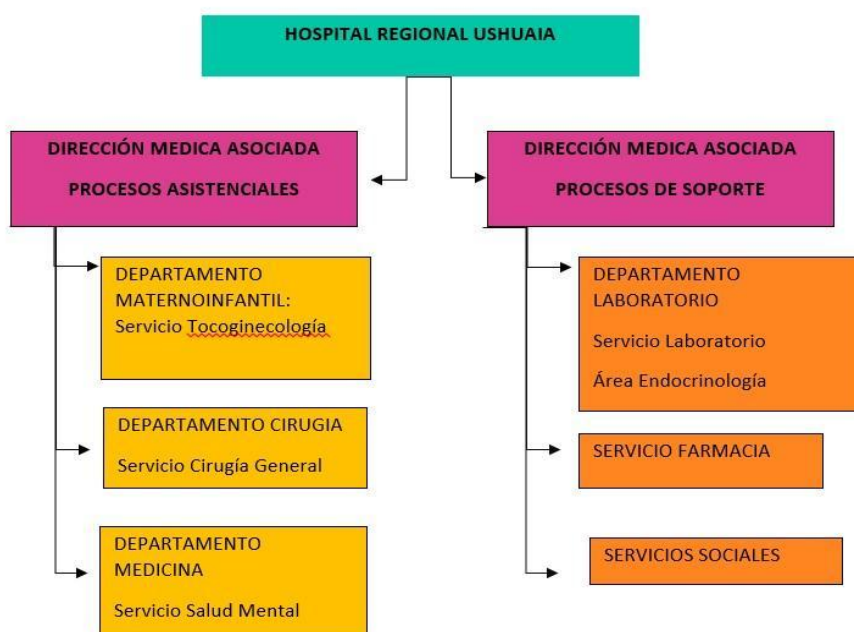 HOSPITAL REGIONAL USHUAIA
DIRECCIÓN MEDICA ASOCIADA
PROCESOS ASISTENCIALES
DEPARTAMENTO
MATERNOINFANTIL:
Servicio Tocoginecología
DEPARTAMENTO CIRUGIA
Servicio Cirugía General
DEPARTAMENTO
MEDICINA
Servicio Salud Mental
DIRECCIÓN MEDICA ASOCIADA
PROCESOS DE SOPORTE
DEPARTAMENTO
LABORATORIO
Servicio Laboratorio
Área Endocrinología
SERVICIO FARMACIA
SERVICIOS SOCIALES